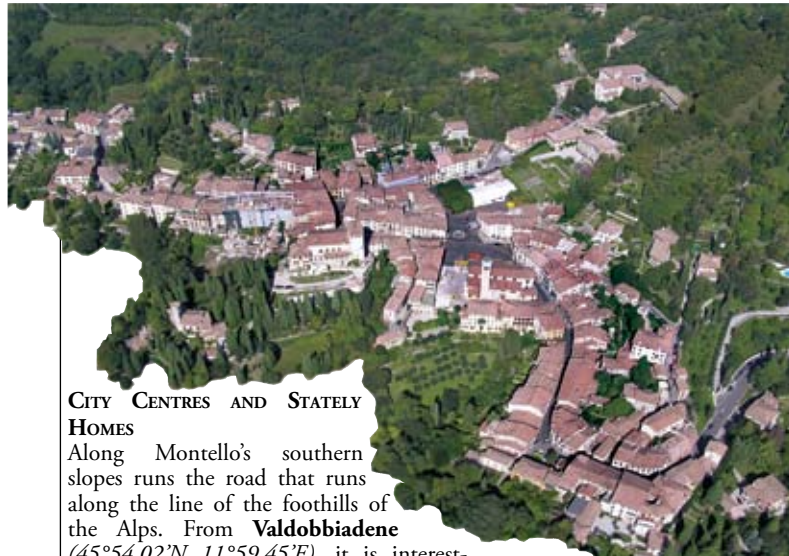 CITY CENTRES AND STATELY
HOMES
Along Montello's southern
slopes runs the road that runs
along the line of the foothills of
the Alps. From Valdobbiadene
(45°54.02'N 11°59.45'E) it is interest-